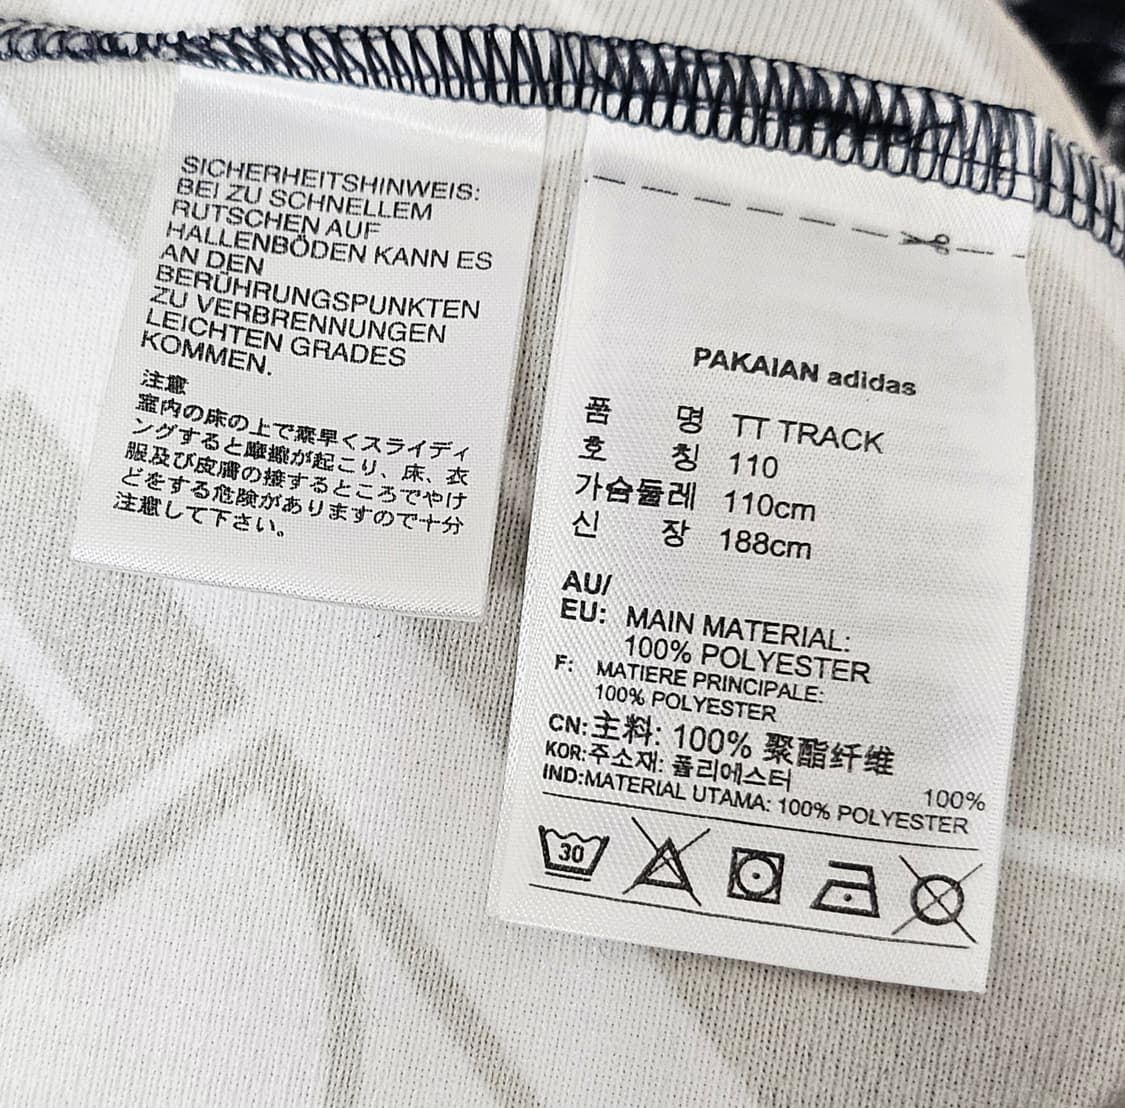 SICHERHEITSHINWEIS:
BEI ZU SCHNELLEM
RUTSCHEN AUF
HALLENBÖDEN KANN ES
AN DEN
BERÜHRUNGSPUNKTEN
ZU VERBRENNUNGEN
LEICHTEN GRADES
KOMMEN.
注意
室内の床の上で素早くスライディ
ングすると摩擦が起こり、床、衣
服及び皮膚の接するところでやけ
どをする危険がありますので十分
注意して下さい。
PAKAIAN adidas
품 명 TT TRACK
호 칭 110
가슴둘레 110cm
신 장 188cm
AU/
EU: MAIN MATERIAL:
100% POLYESTER
F: MATIERE PRINCIPALE:
100% POLYESTER
CN:主料: 100% 聚酯纤维
KOR:주소재: 폴리에스터 100%
IND:MATERIAL UTAMA: 100% POLYESTER
30